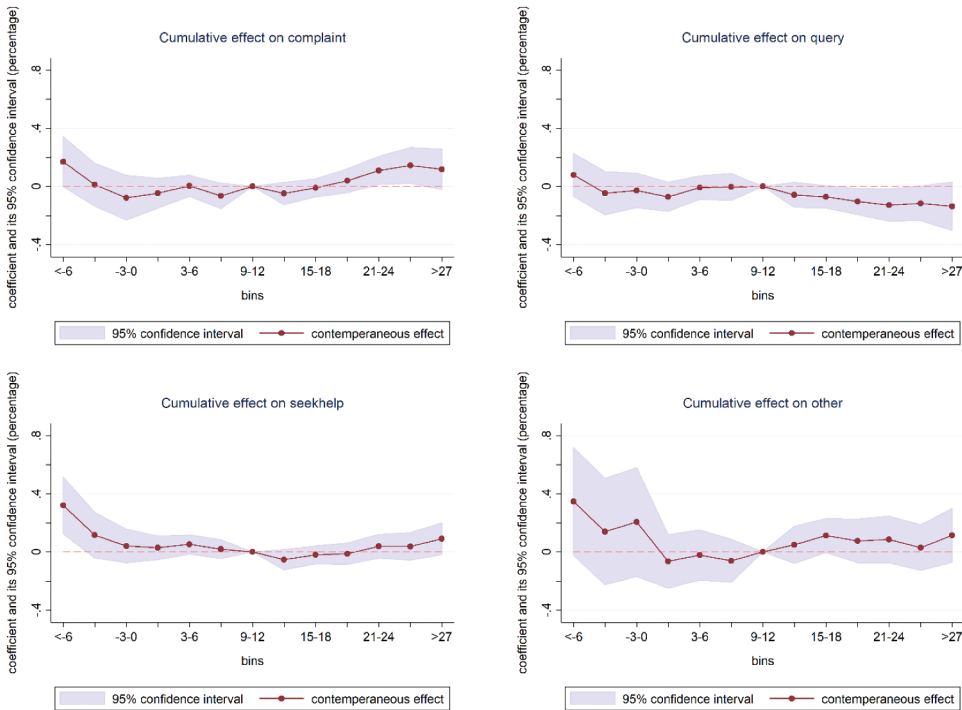 Cumulative effect on complaint
coefficient and its 95% confidence interval (percentage)
.8
.4
0
-.4
<-6 -3-0 3-6 9-12 15-18 21-24 >27
bins
95% confidence interval contemperaneous effect
Cumulative effect on query
coefficient and its 95% confidence interval (percentage)
.8
.4
0
-.4
<-6 -3-0 3-6 9-12 15-18 21-24 >27
bins
95% confidence interval contemperaneous effect
Cumulative effect on seekhelp
coefficient and its 95% confidence interval (percentage)
.8
.4
0
-.4
<-6 -3-0 3-6 9-12 15-18 21-24 >27
bins
95% confidence interval contemperaneous effect
Cumulative effect on other
coefficient and its 95% confidence interval (percentage)
.8
.4
0
-.4
<-6 -3-0 3-6 9-12 15-18 21-24 >27
bins
95% confidence interval contemperaneous effect